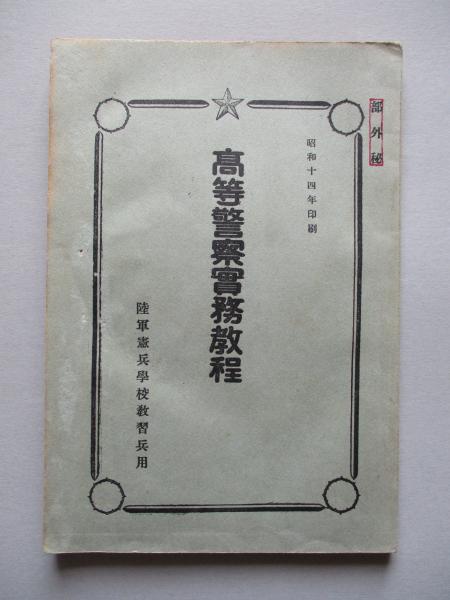 部外秘
昭和十四年印刷
高等警察實務教程
陸軍憲兵學校教習兵用